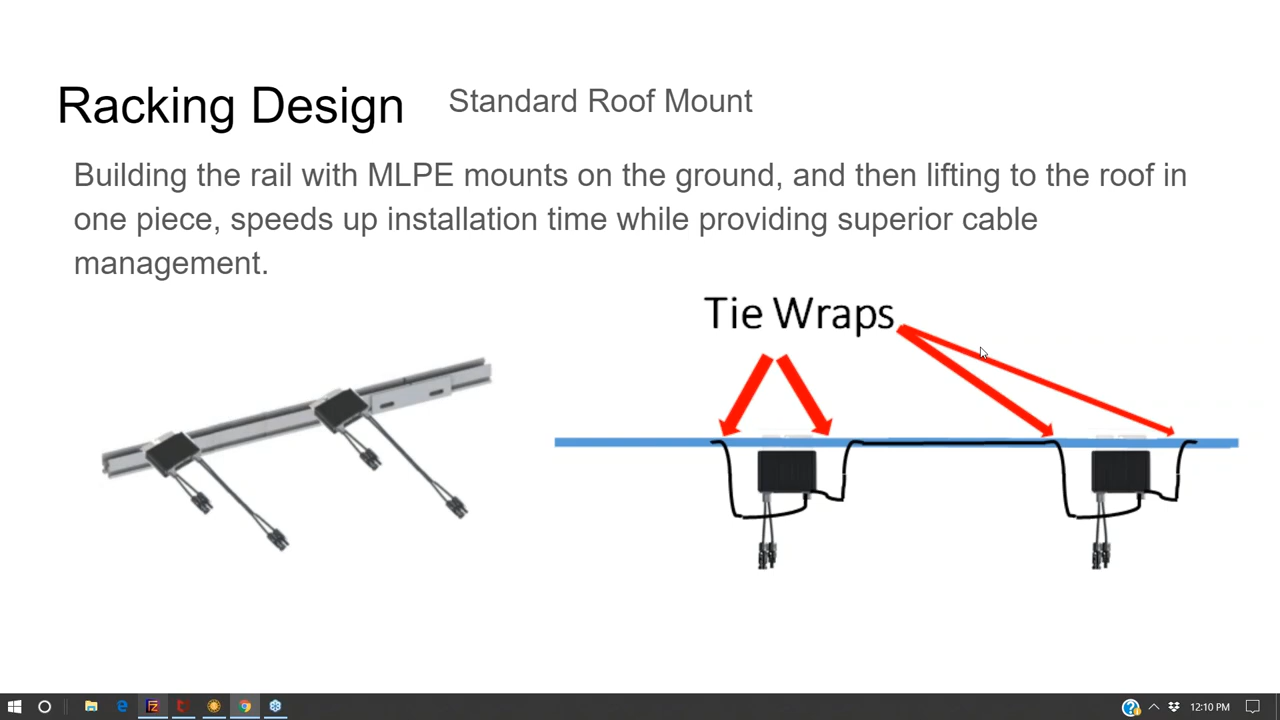 Racking Design Standard Roof Mount
Building the rail with MLPE mounts on the ground, and then lifting to the roof in
one piece, speeds up installation time while providing superior cable
management.
Tie Wraps
12:10 PM